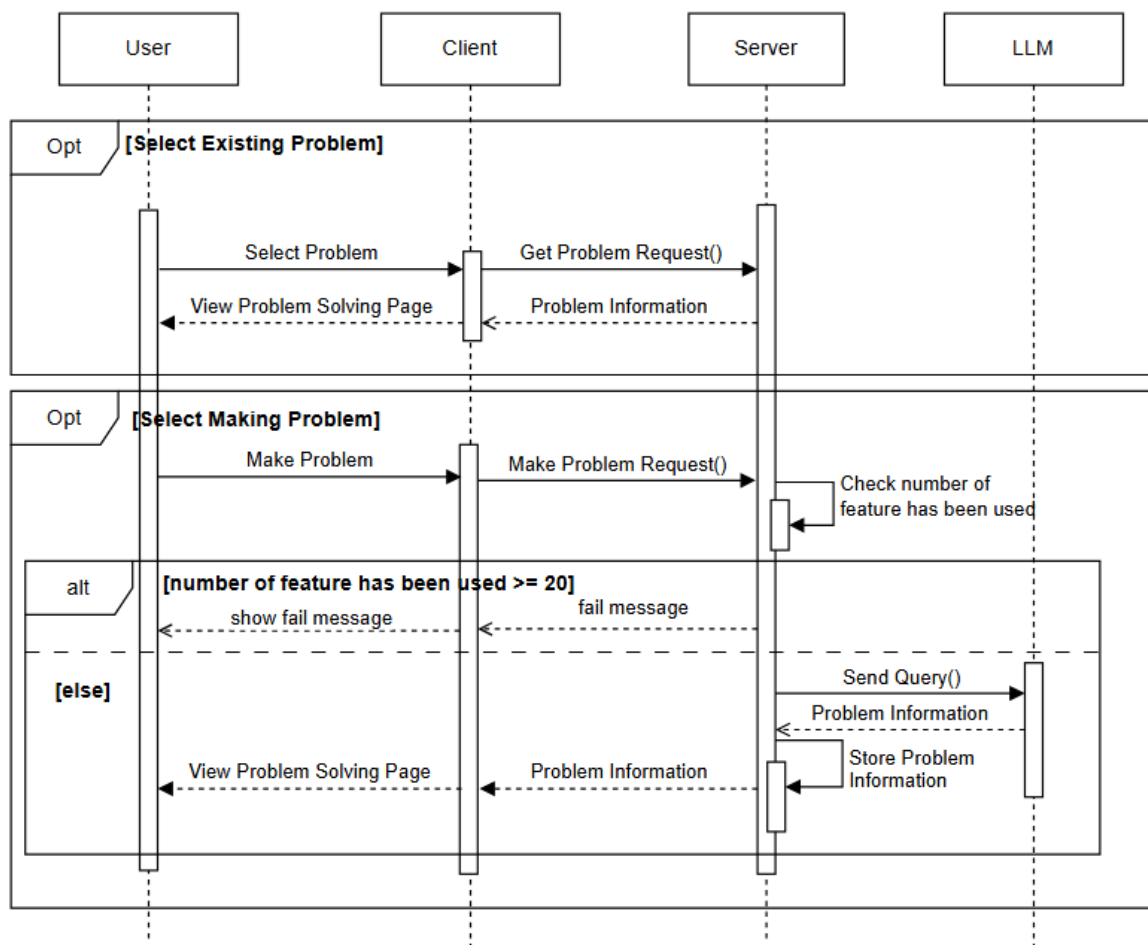 User
Client
Server
LLM
Opt
[Select Existing Problem]
Select Problem
Get Problem Request()
View Problem Solving Page
Problem Information
Opt
[Select Making Problem]
Make Problem
Make Problem Request()
Check number of
feature has been used
alt
[number of feature has been used >= 20]
show fail message
fail message
[else]
Send Query()
Problem Information
Store Problem
Information
View Problem Solving Page
Problem Information